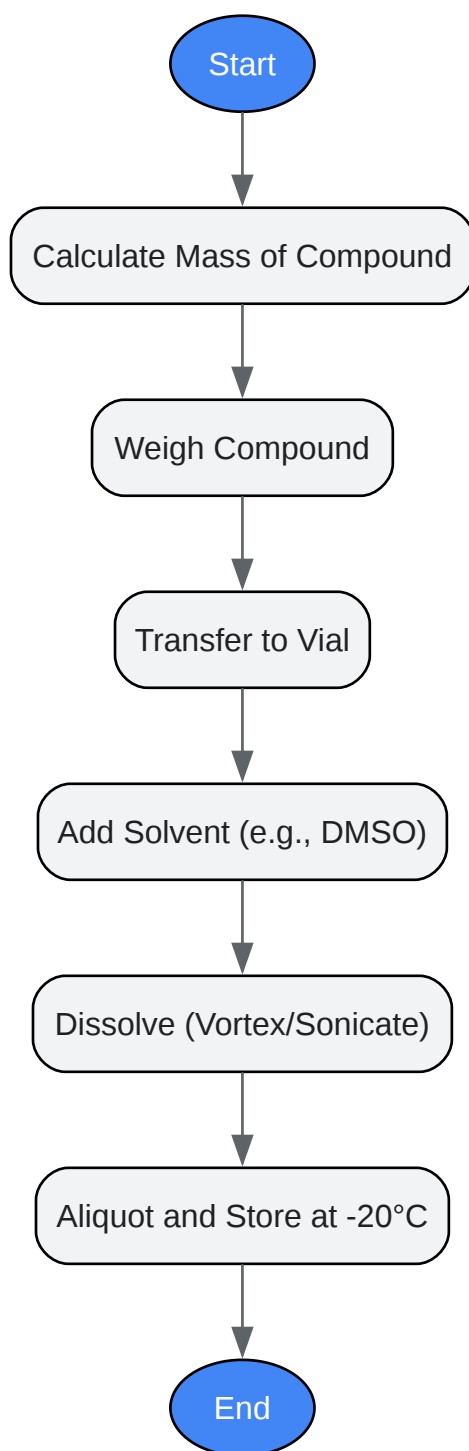 Start
Calculate Mass of Compound
Weigh Compound
Transfer to Vial
Add Solvent (e.g., DMSO)
Dissolve (Vortex/Sonicate)
Aliquot and Store at -20°C
End